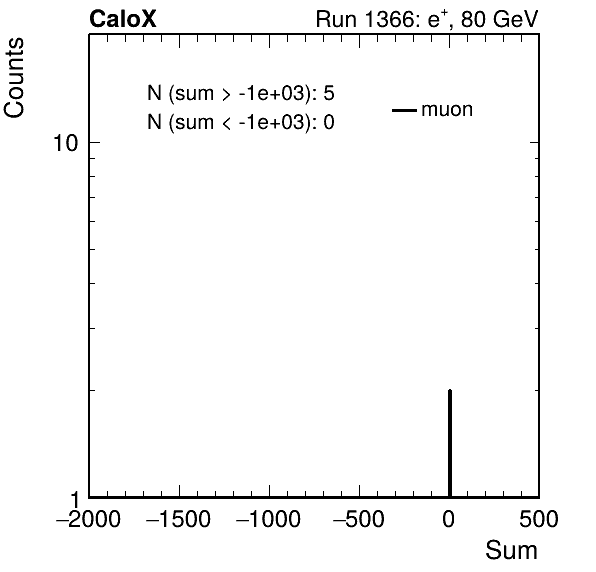 CaloX Run 1366: e⁺, 80 GeV
Counts
N (sum > -1e+03): 5
N (sum < -1e+03): 0
muon
10
1
−2000 −1500 −1000 −500 0 500
Sum